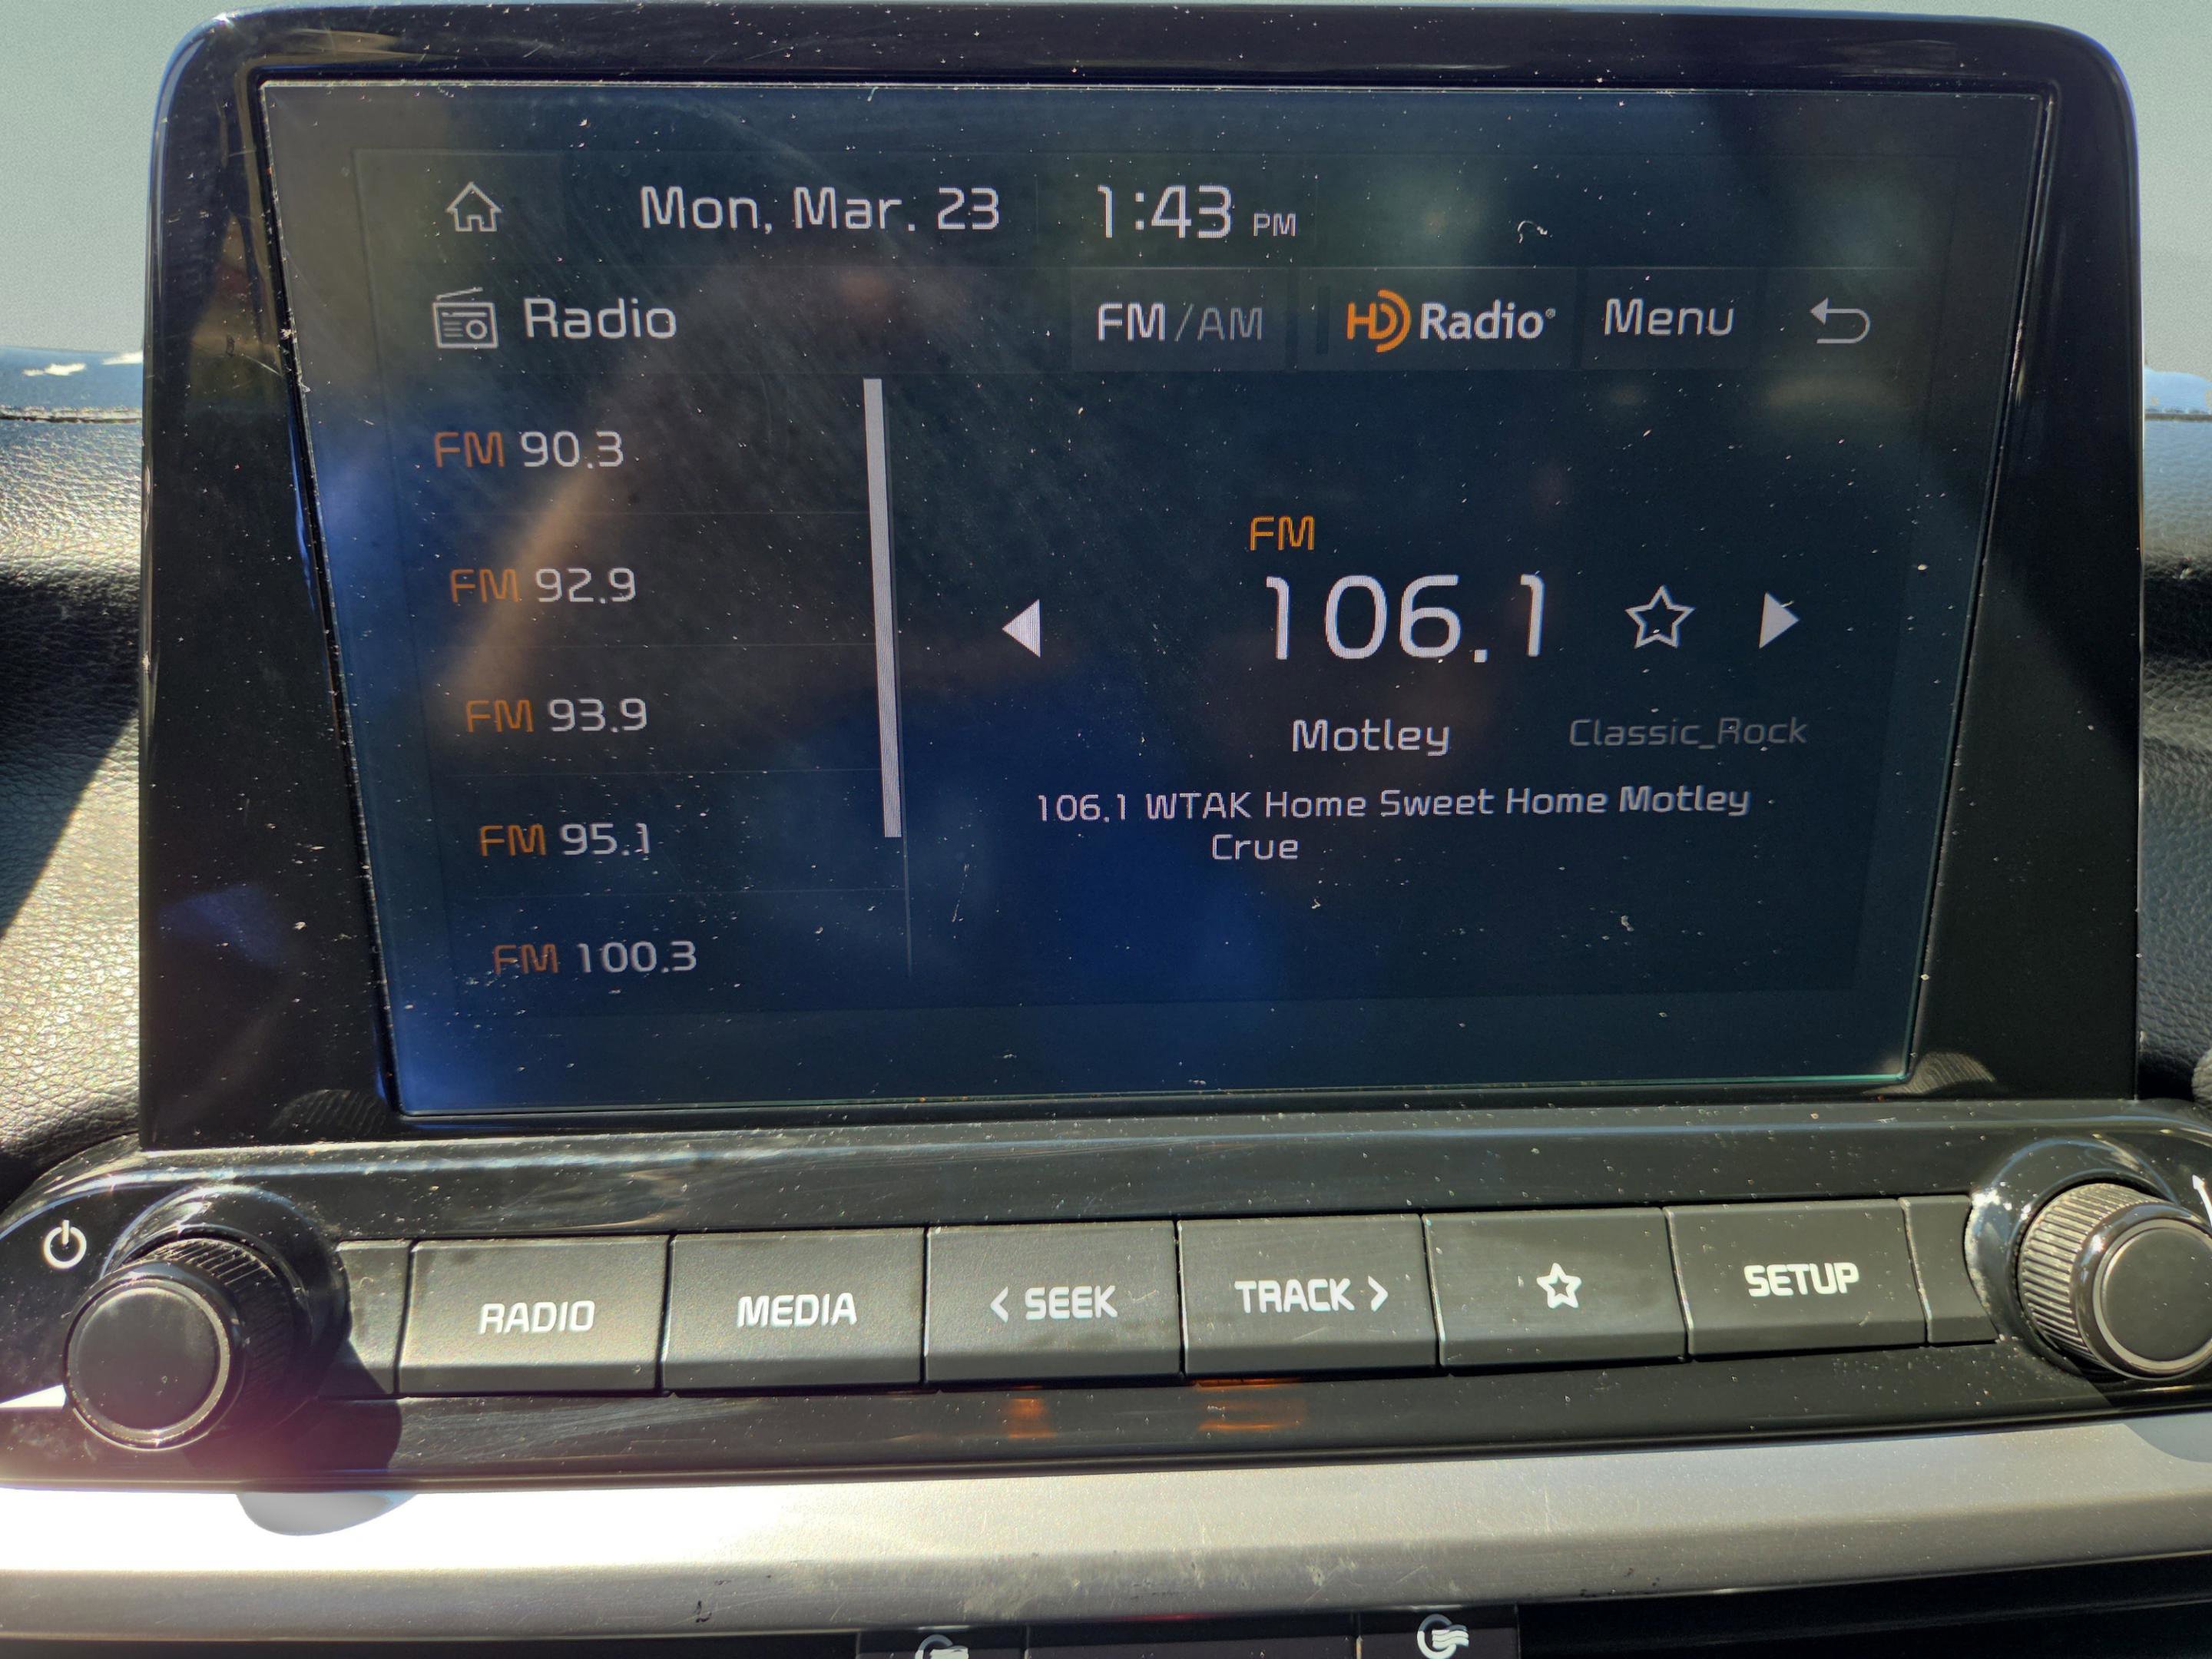 Mon, Mar. 23 1:43 PM
Radio FM/AM HD Radio® Menu
FM 90.3
FM 92.9
FM 93.9
FM 95.1
FM 100.3
FM
106.1
Motley Classic_Rock
106.1 WTAK Home Sweet Home Motley
Crue
RADIO MEDIA < SEEK TRACK > SETUP